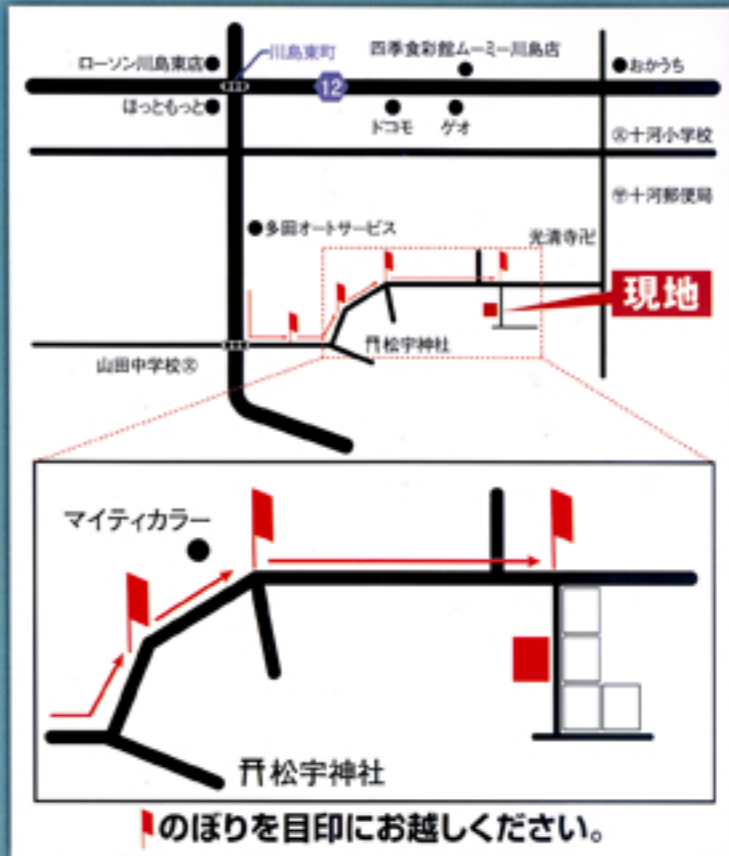 川島東町
四季食彩館ムーミー川島店
ローソン川島東店
おかうち
12
ほっともっと
ドコモ
ゲオ
㊛十河小学校
〒十河郵便局
多田オートサービス
光清寺卍
現地
山田中学校
松宇神社
マイティカラー
松宇神社
のぼりを目印にお越しください。